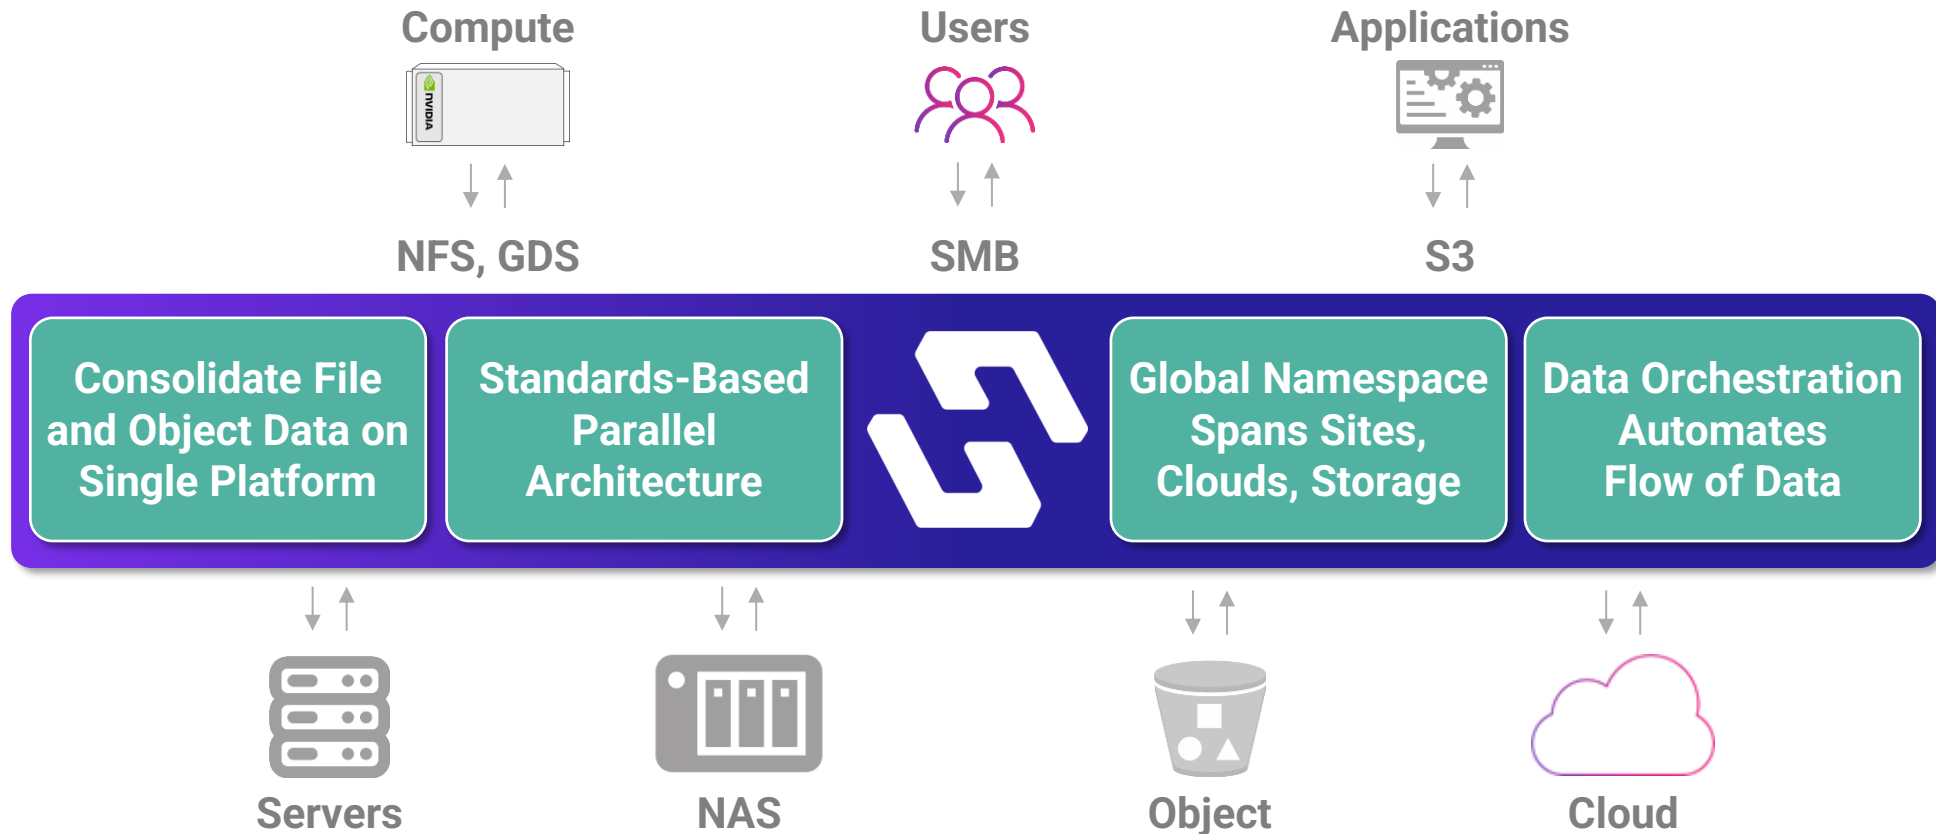 Compute
Users
Applications
NVIDIA
NFS, GDS
SMB
S3
Consolidate File
and Object Data on
Single Platform
Standards-Based
Parallel
Architecture
Global Namespace
Spans Sites,
Clouds, Storage
Data Orchestration
Automates
Flow of Data
Servers
NAS
Object
Cloud